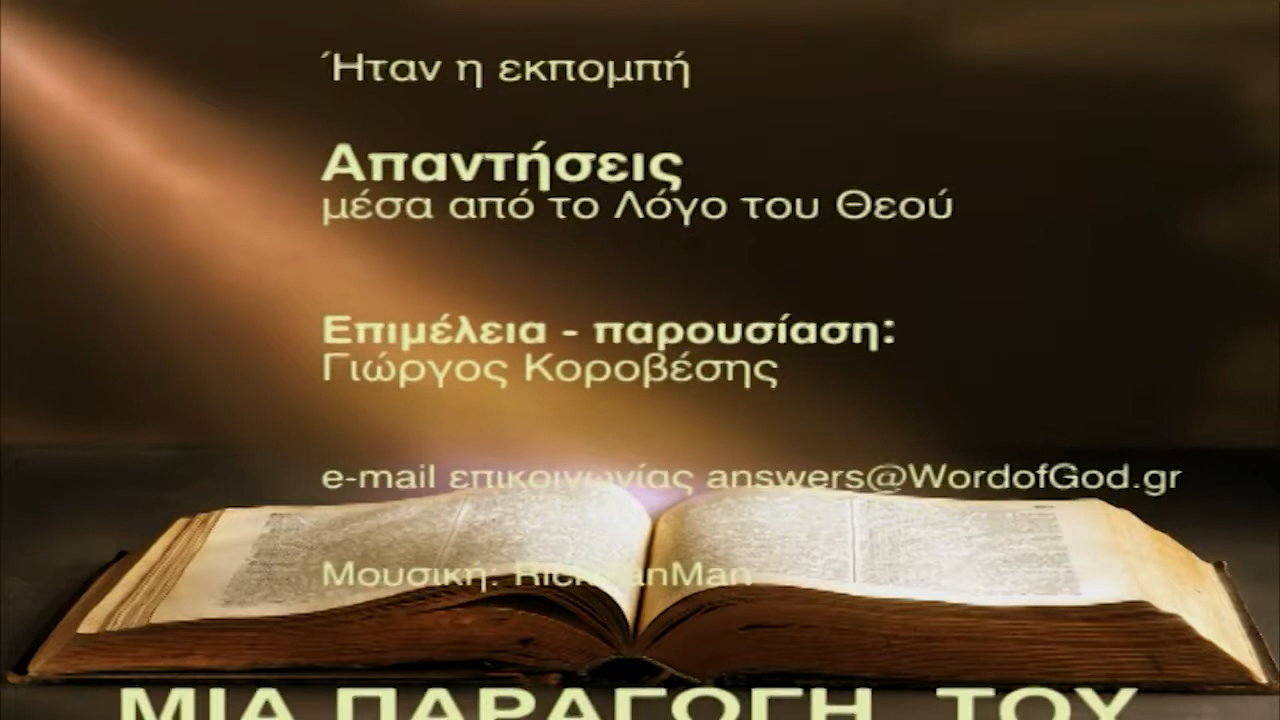 Ήταν η εκπομπή
Απαντήσεις
μέσα από το Λόγο του Θεού
Επιμέλεια - παρουσίαση:
Γιώργος Κοροβέσης
e-mail επικοινωνίας answers@WordofGod.gr
Μουσική:
ΜΙΑ ΠΑΡΑΓΩΓΗ ΤΟΥ